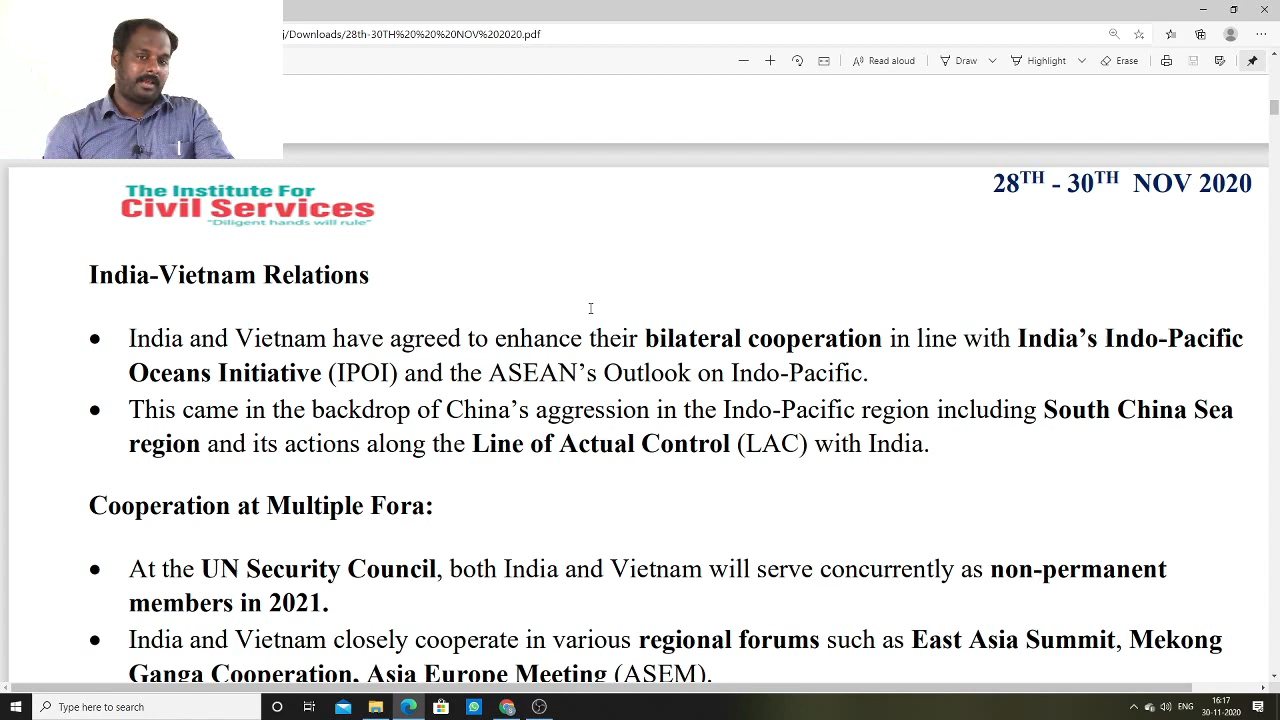 j/Downloads/28th-30TH%20%20%20NOV%202020.pdf
Read aloud
Draw
Highlight
Erase
28TH - 30TH NOV 2020
The Institute For
Civil Services
"Diligent hands will rule"
India-Vietnam Relations
• India and Vietnam have agreed to enhance their bilateral cooperation in line with India's Indo-Pacific
Oceans Initiative (IPOI) and the ASEAN's Outlook on Indo-Pacific.
• This came in the backdrop of China's aggression in the Indo-Pacific region including South China Sea
region and its actions along the Line of Actual Control (LAC) with India.
Cooperation at Multiple Fora:
• At the UN Security Council, both India and Vietnam will serve concurrently as non-permanent
members in 2021.
• India and Vietnam closely cooperate in various regional forums such as East Asia Summit, Mekong
Ganga Cooperation, Asia Europe Meeting (ASEM).
Type here to search
ENG
16:17
30-11-2020